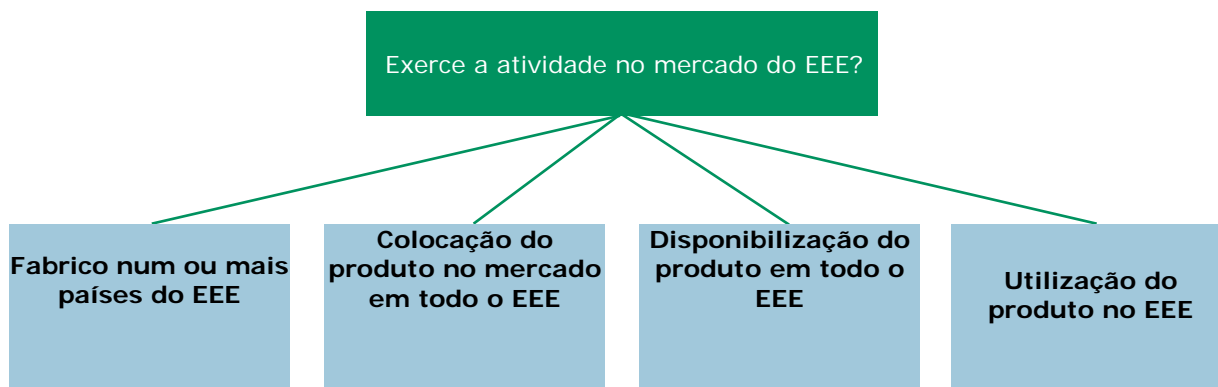 Exerce a atividade no mercado do EEE?
Fabrico num ou mais
países do EEE
Colocação do
produto no mercado
em todo o EEE
Disponibilização do
produto em todo o
EEE
Utilização do
produto no EEE